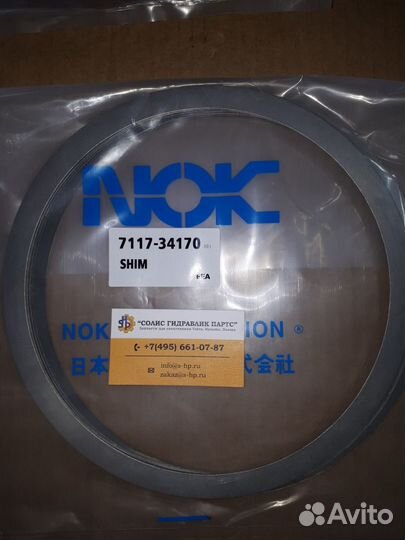 NOK
7117-34170
SHIM
"СОЛИС ГИДРАВЛИК ПАРТС"
+7(495) 661-07-87
info@s-hp.ru
zakaz@s-hp.ru
NOK ION ®
日本 式会社
Avito